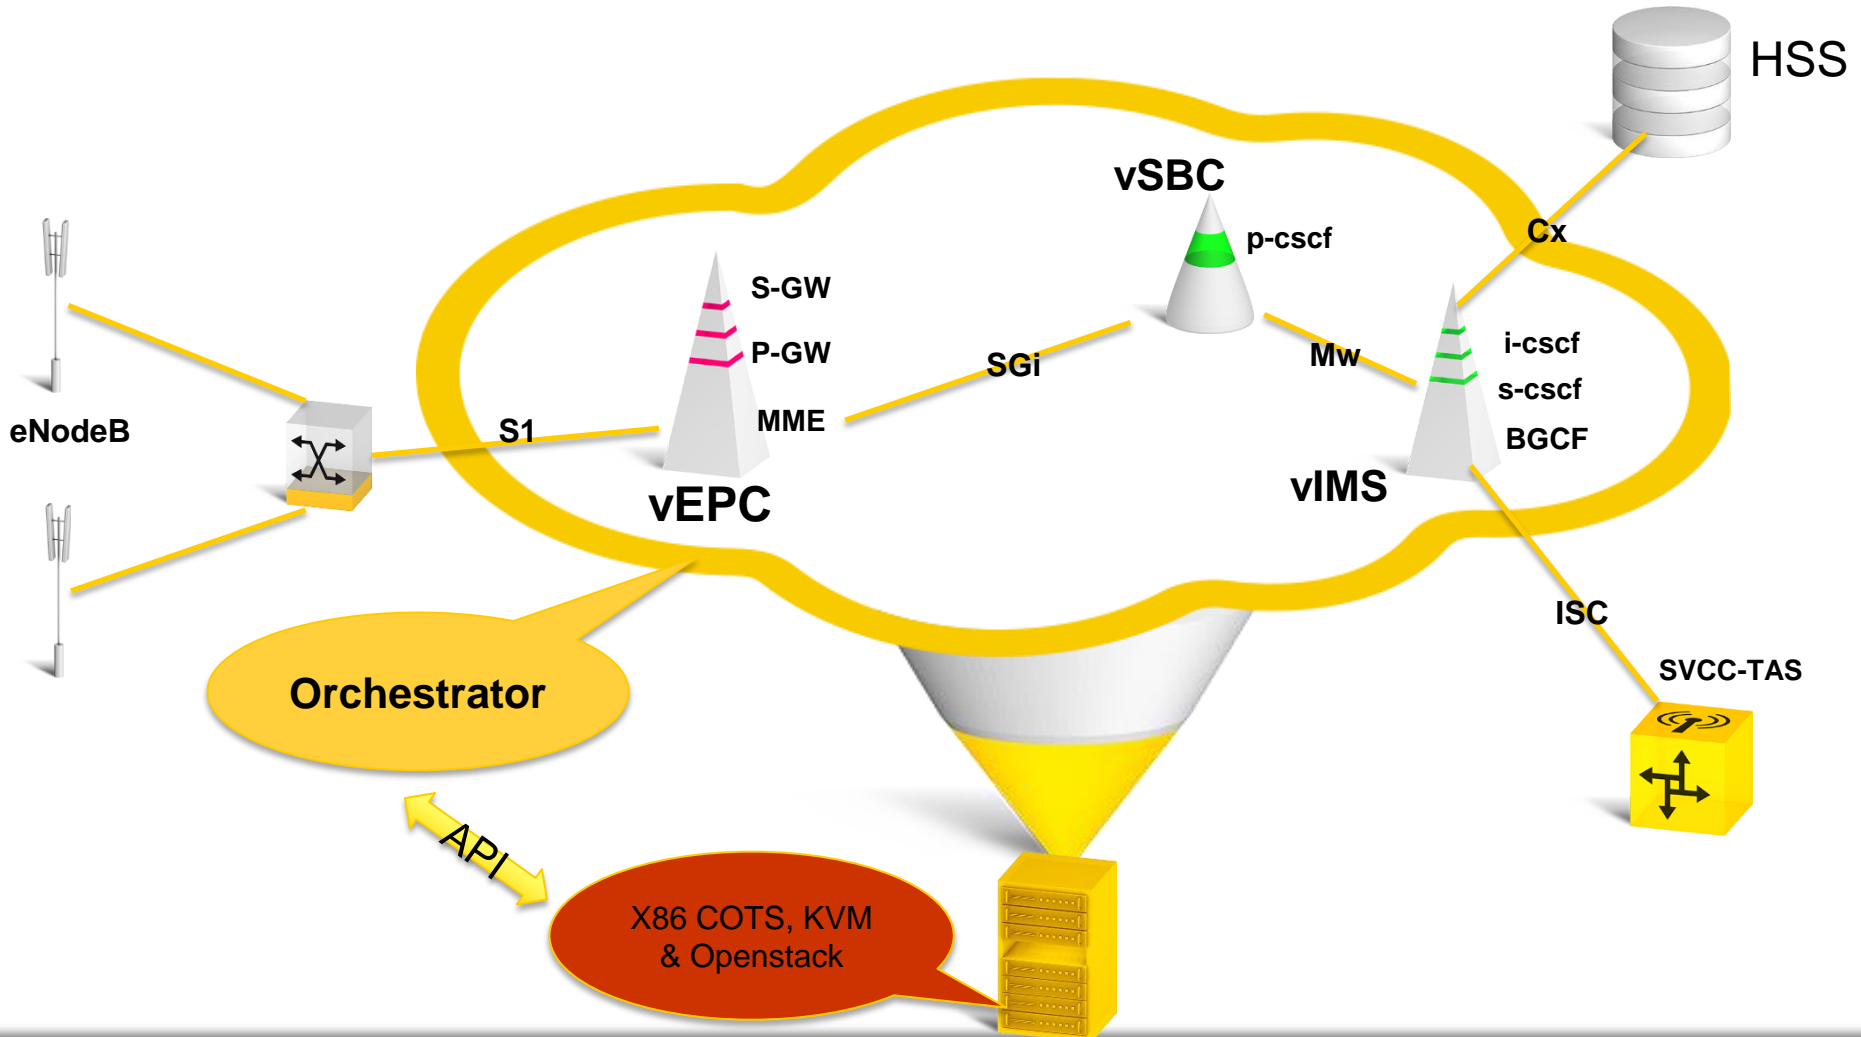 HSS
vSBC
p-cscf
Cx
S-GW
P-GW
MME
vEPC
SGi
Mw
i-cscf
s-cscf
BGCF
vIMS
eNodeB
S1
ISC
SVCC-TAS
Orchestrator
API
X86 COTS, KVM
& Openstack